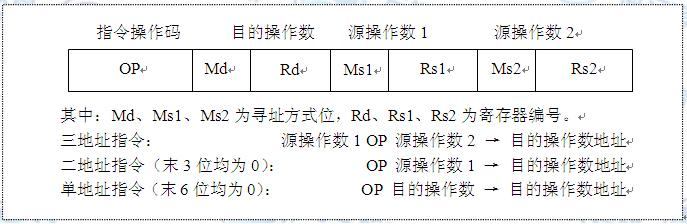 指令操作码 目的操作数 源操作数 1 源操作数 2
OP Md Rd Ms1 Rs1 Ms2 Rs2
其中：Md、Ms1、Ms2 为寻址方式位，Rd、Rs1、Rs2 为寄存器编号。
三地址指令： 源操作数 1 OP 源操作数 2 → 目的操作数地址
二地址指令（末 3 位均为 0）： OP 源操作数 1 → 目的操作数地址
单地址指令（末 6 位均为 0）： OP 目的操作数 → 目的操作数地址